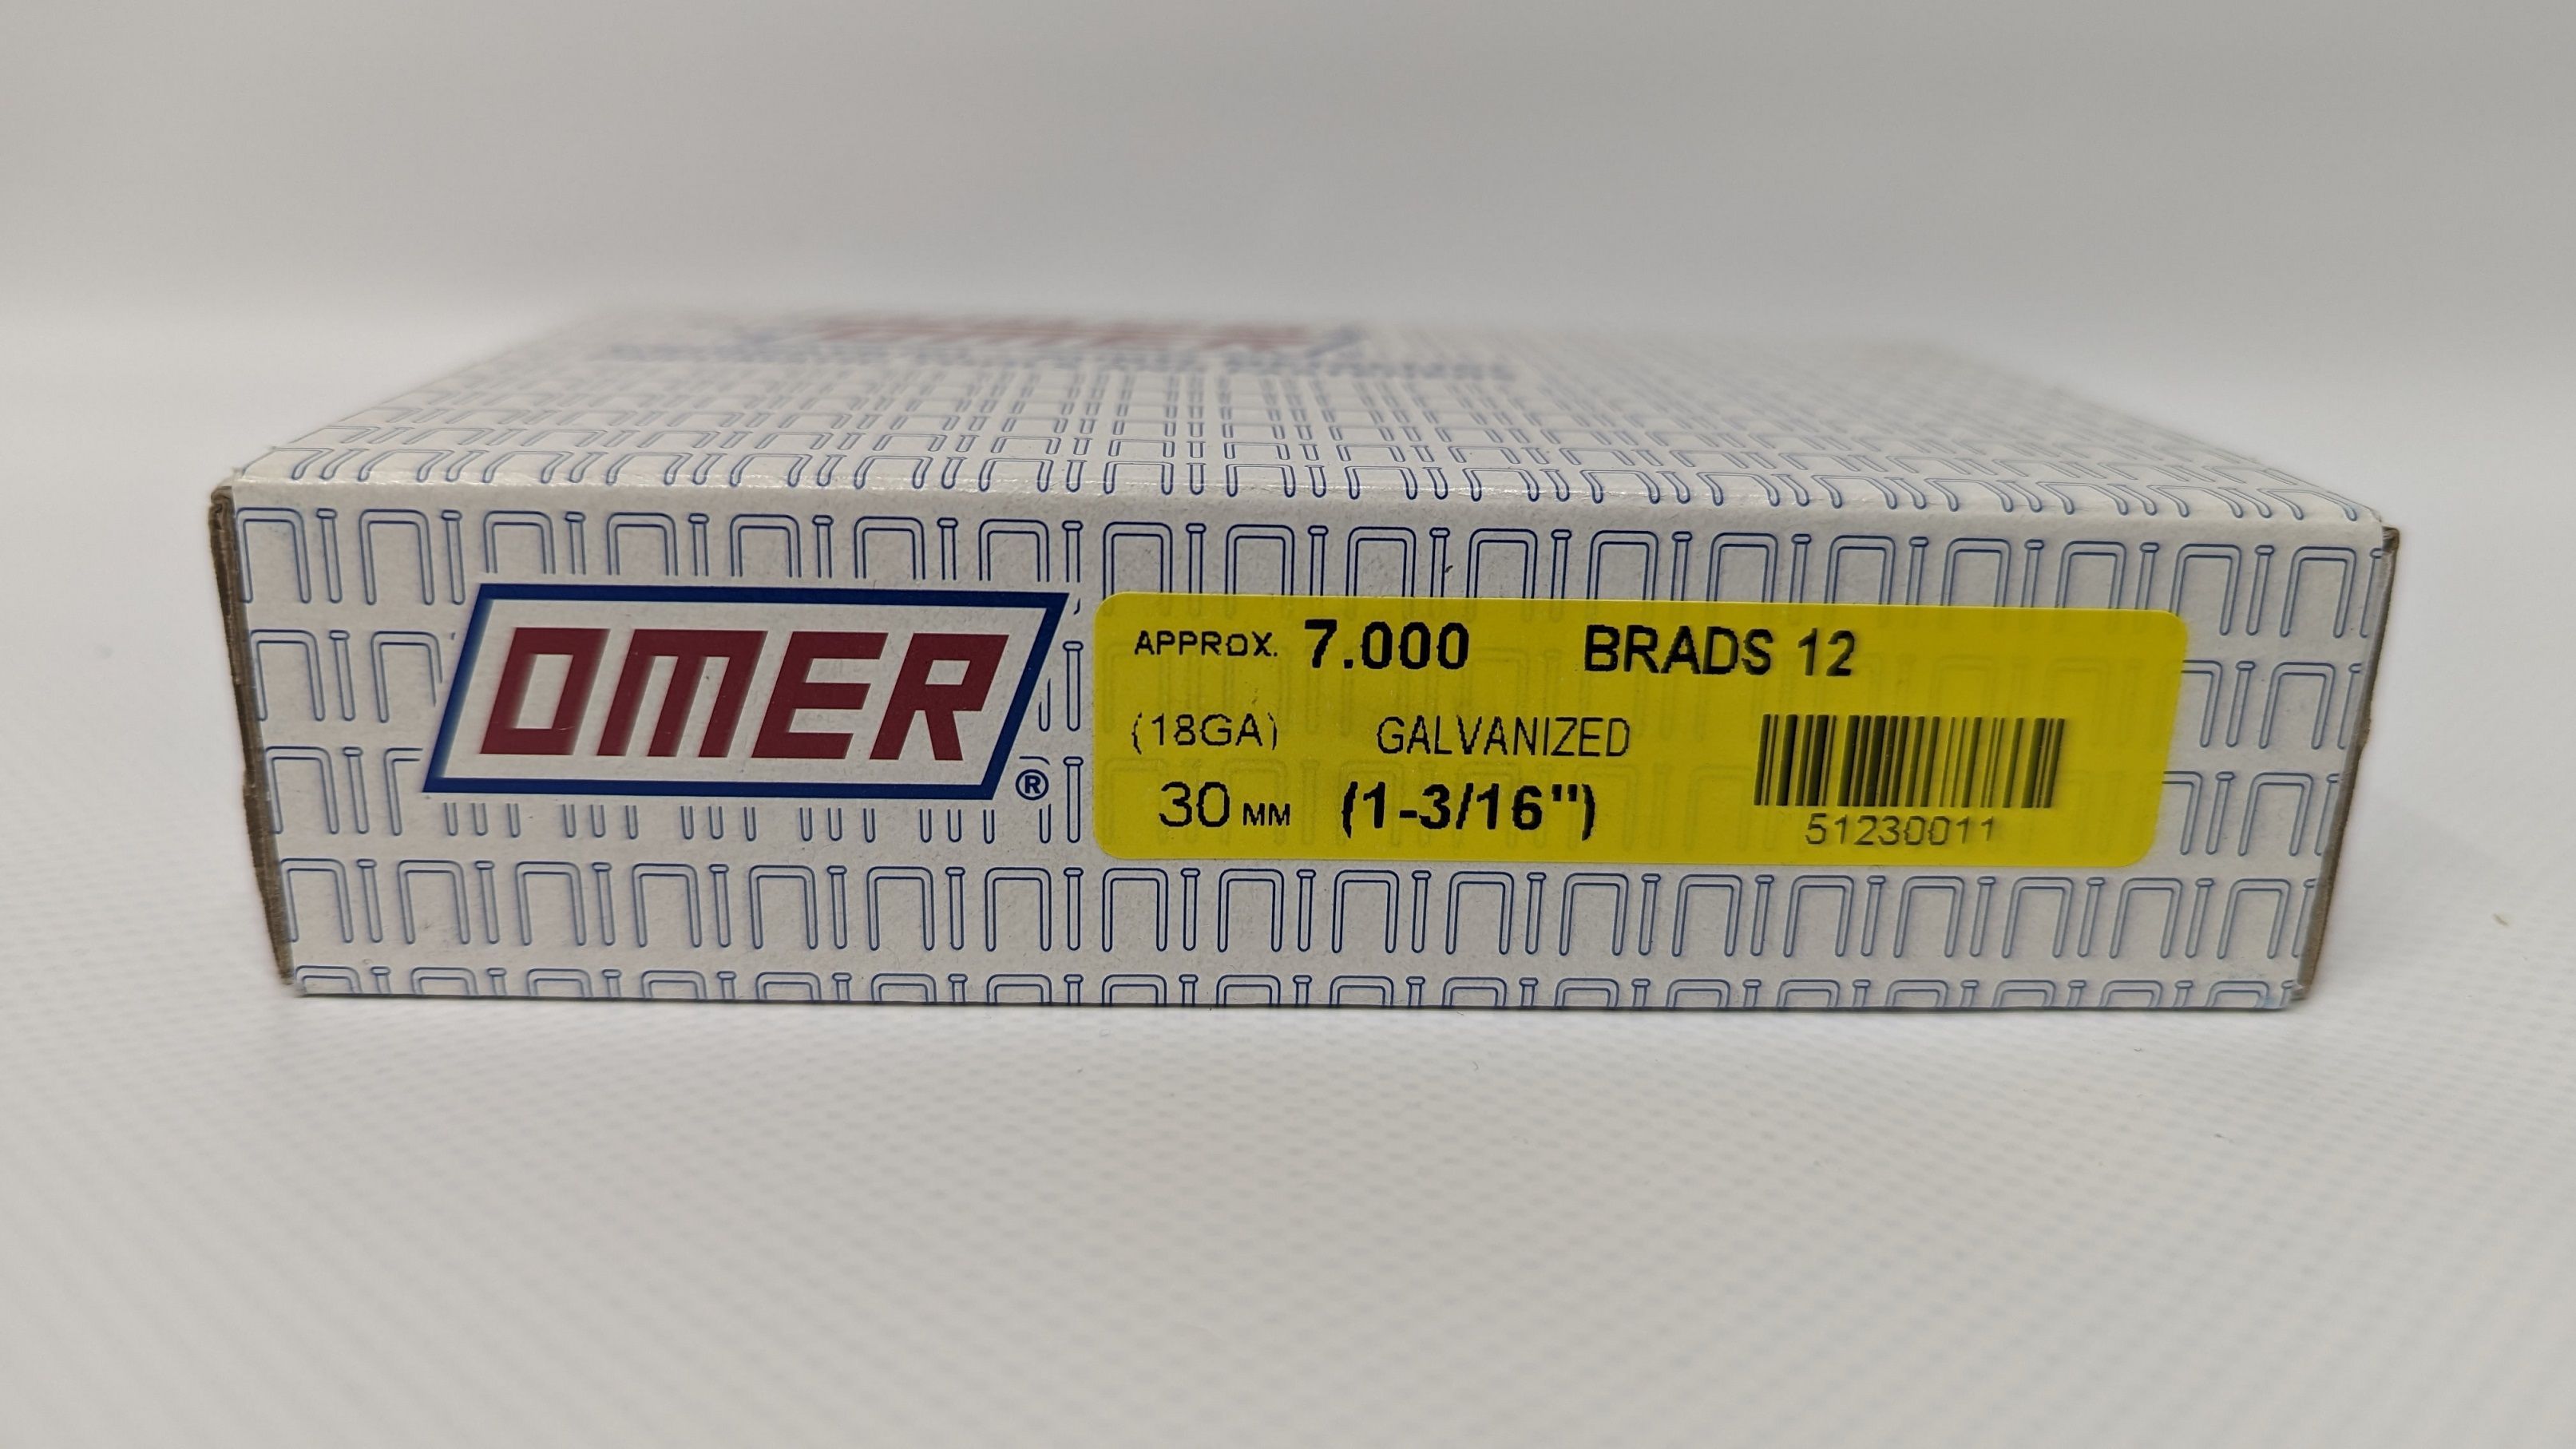 OMER®
APPROX. 7.000 BRADS 12
(18GA) GALVANIZED
30 MM (1-3/16")
51230011